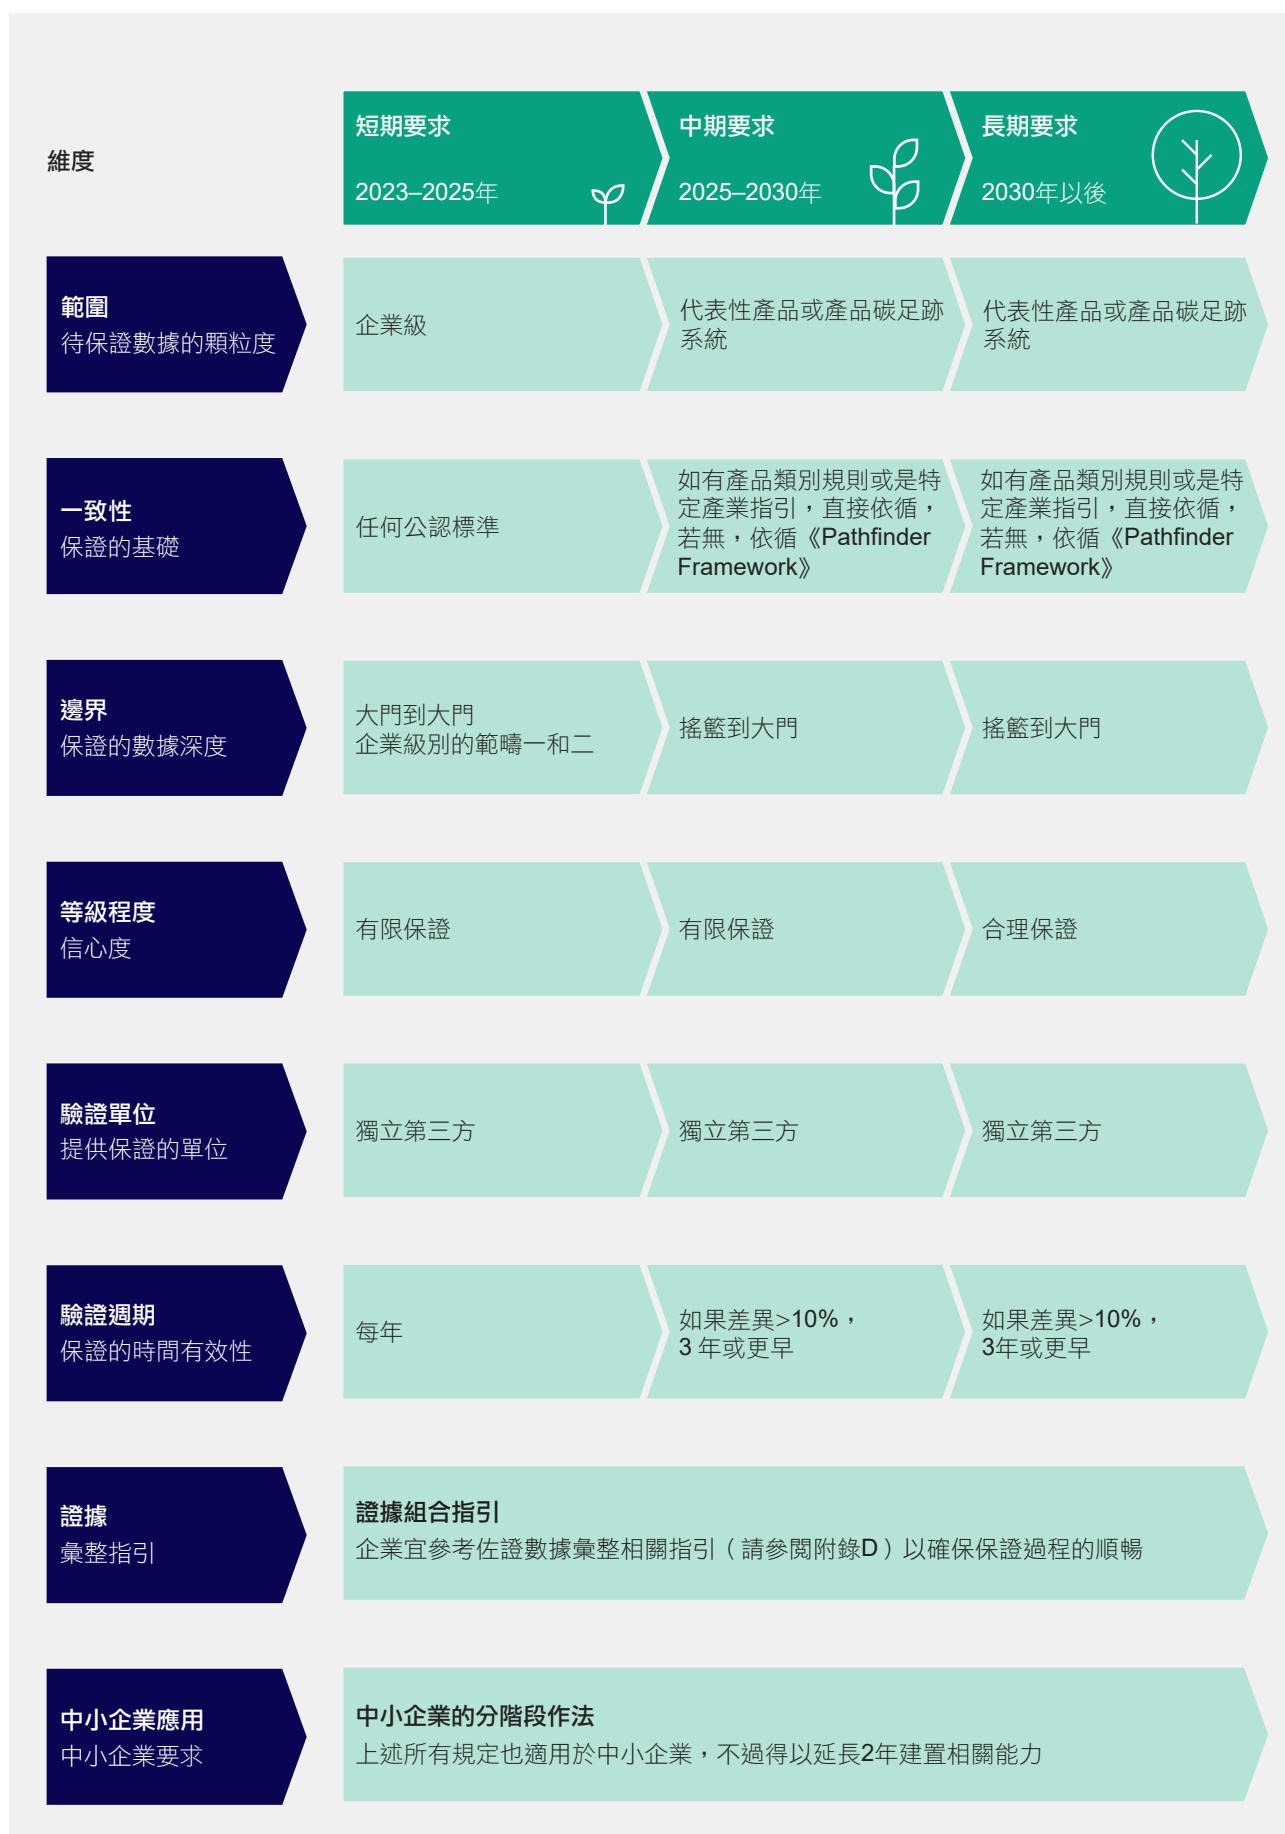 維度
短期要求
2023–2025年
中期要求
2025–2030年
長期要求
2030年以後
範圍
待保證數據的顆粒度
企業級
代表性產品或產品碳足跡
系統
代表性產品或產品碳足跡
系統
一致性
保證的基礎
任何公認標準
如有產品類別規則或是特
定產業指引，直接依循，
若無，依循《Pathfinder
Framework》
如有產品類別規則或是特
定產業指引，直接依循，
若無，依循《Pathfinder
Framework》
邊界
保證的數據深度
大門到大門
企業級別的範疇一和二
搖籃到大門
搖籃到大門
等級程度
信心度
有限保證
有限保證
合理保證
驗證單位
提供保證的單位
獨立第三方
獨立第三方
獨立第三方
驗證週期
保證的時間有效性
每年
如果差異>10%，
3 年或更早
如果差異>10%，
3年或更早
證據
彙整指引
證據組合指引
企業宜參考佐證數據彙整相關指引（請參閱附錄D）以確保保證過程的順暢
中小企業應用
中小企業要求
中小企業的分階段作法
上述所有規定也適用於中小企業，不過得以延長2年建置相關能力